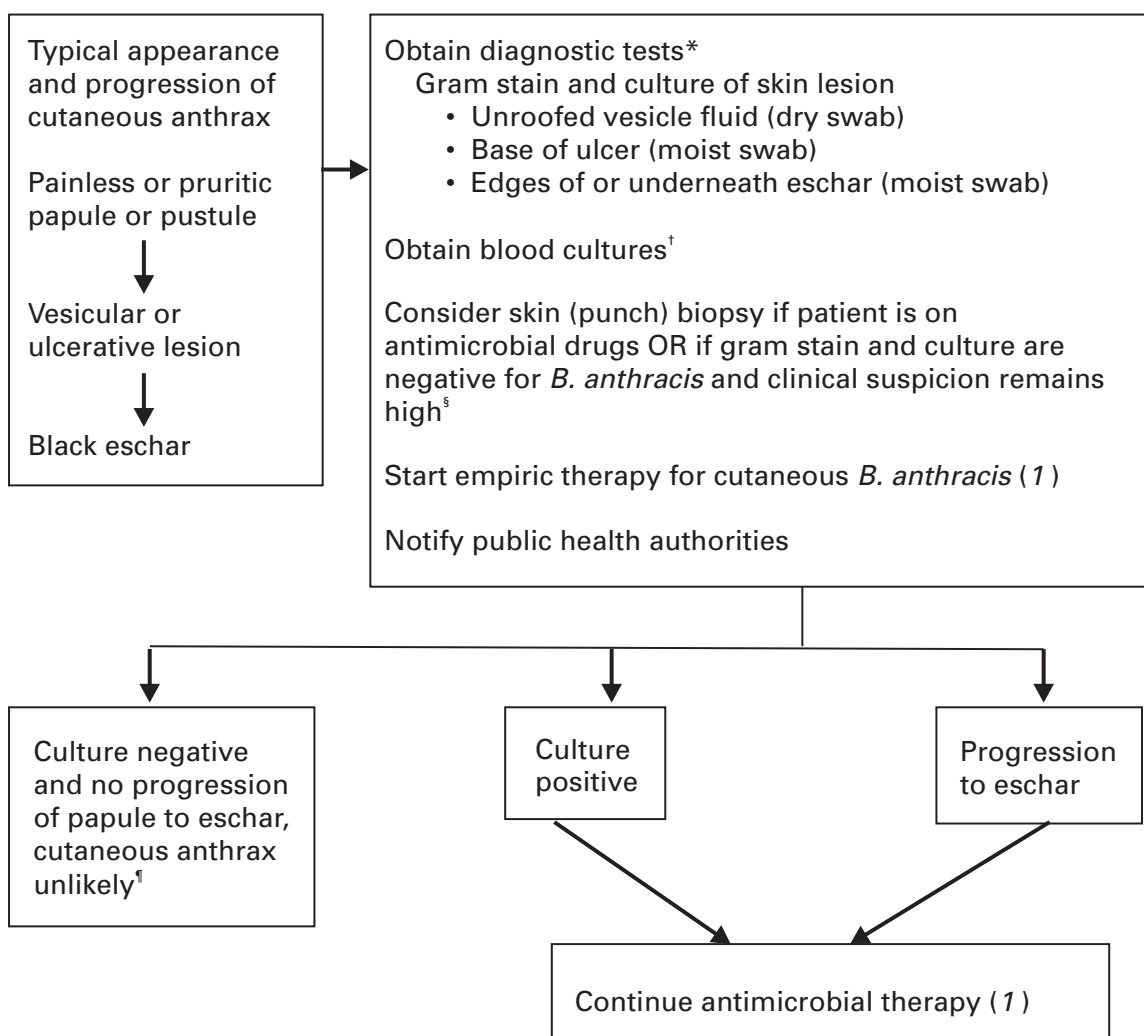 Typical appearance
and progression of
cutaneous anthrax
Painless or pruritic
papule or pustule
Vesicular or
ulcerative lesion
Black eschar
Obtain diagnostic tests*
Gram stain and culture of skin lesion
• Unroofed vesicle fluid (dry swab)
• Base of ulcer (moist swab)
• Edges of or underneath eschar (moist swab)
Obtain blood cultures†
Consider skin (punch) biopsy if patient is on
antimicrobial drugs OR if gram stain and culture are
negative for B. anthracis and clinical suspicion remains
high§
Start empiric therapy for cutaneous B. anthracis (1)
Notify public health authorities
Culture negative
and no progression
of papule to eschar,
cutaneous anthrax
unlikely¶
Culture
positive
Progression
to eschar
Continue antimicrobial therapy (1)